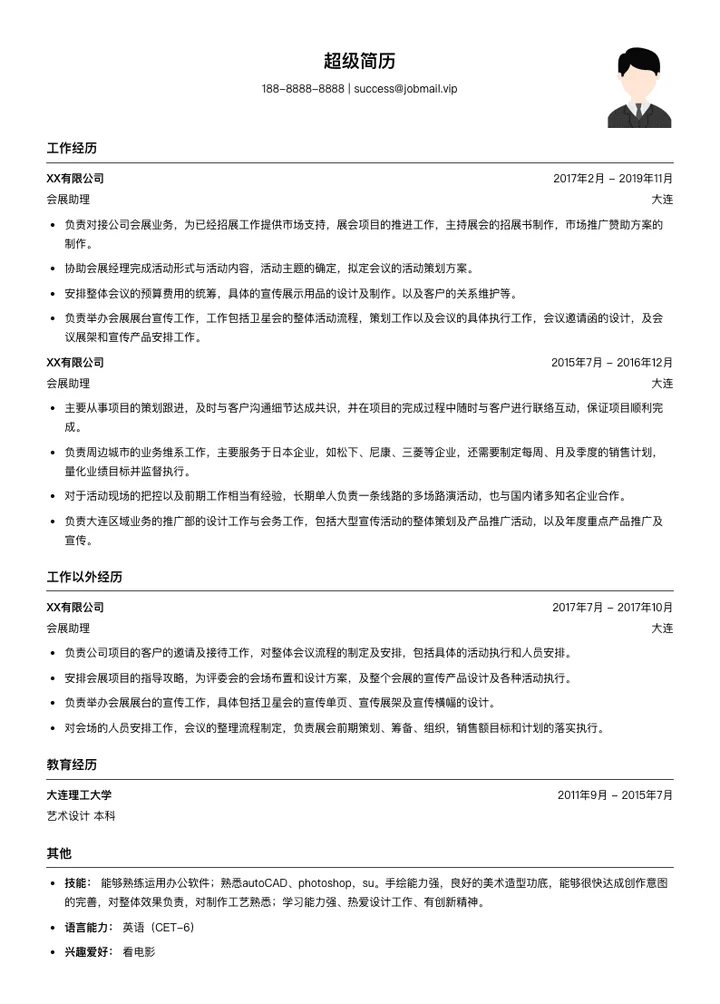 超级简历
188-8888-8888 | success@jobmail.vip
工作经历
XX有限公司 2017年2月 – 2019年11月
会展助理 大连
• 负责对接公司会展业务，为已经招展工作提供市场支持，展会项目的推进工作，主持展会的招展书制作，市场推广赞助方案的
制作。
• 协助会展经理完成活动形式与活动内容，活动主题的确定，拟定会议的活动策划方案。
• 安排整体会议的预算费用的统筹，具体的宣传展示用品的设计及制作。以及客户的关系维护等。
• 负责举办会展展台宣传工作，工作包括卫星会的整体活动流程，策划工作以及会议的具体执行工作，会议邀请函的设计，及会
议展架和宣传产品安排工作。
XX有限公司 2015年7月 – 2016年12月
会展助理 大连
• 主要从事项目的策划跟进，及时与客户沟通细节达成共识，并在项目的完成过程中随时与客户进行联络互动，保证项目顺利完
成。
• 负责周边城市的业务维系工作，主要服务于日本企业，如松下、尼康、三菱等企业，还需要制定每周、月及季度的销售计划，
量化业绩目标并监督执行。
• 对于活动现场的把控以及前期工作相当有经验，长期单人负责一条线路的多场路演活动，也与国内诸多知名企业合作。
• 负责大连区域业务的推广部的设计工作与会务工作，包括大型宣传活动的整体策划及产品推广活动，以及年度重点产品推广及
宣传。
工作以外经历
XX有限公司 2017年7月 – 2017年10月
会展助理 大连
• 负责公司项目的客户的邀请及接待工作，对整体会议流程的制定及安排，包括具体的活动执行和人员安排。
• 安排会展项目的指导攻略，为评委会的会场布置和设计方案，及整个会展的宣传产品设计及各种活动执行。
• 负责举办会展展台的宣传工作，具体包括卫星会的宣传单页、宣传展架及宣传横幅的设计。
• 对会场的人员安排工作，会议的整理流程制定，负责展会前期策划、筹备、组织，销售额目标和计划的落实执行。
教育经历
大连理工大学 2011年9月 – 2015年7月
艺术设计 本科
其他
• 技能： 能够熟练运用办公软件；熟悉autoCAD、photoshop，su。手绘能力强，良好的美术造型功底，能够很快达成创作意图
的完善，对整体效果负责，对制作工艺熟悉；学习能力强、热爱设计工作、有创新精神。
• 语言能力： 英语（CET-6）
• 兴趣爱好： 看电影